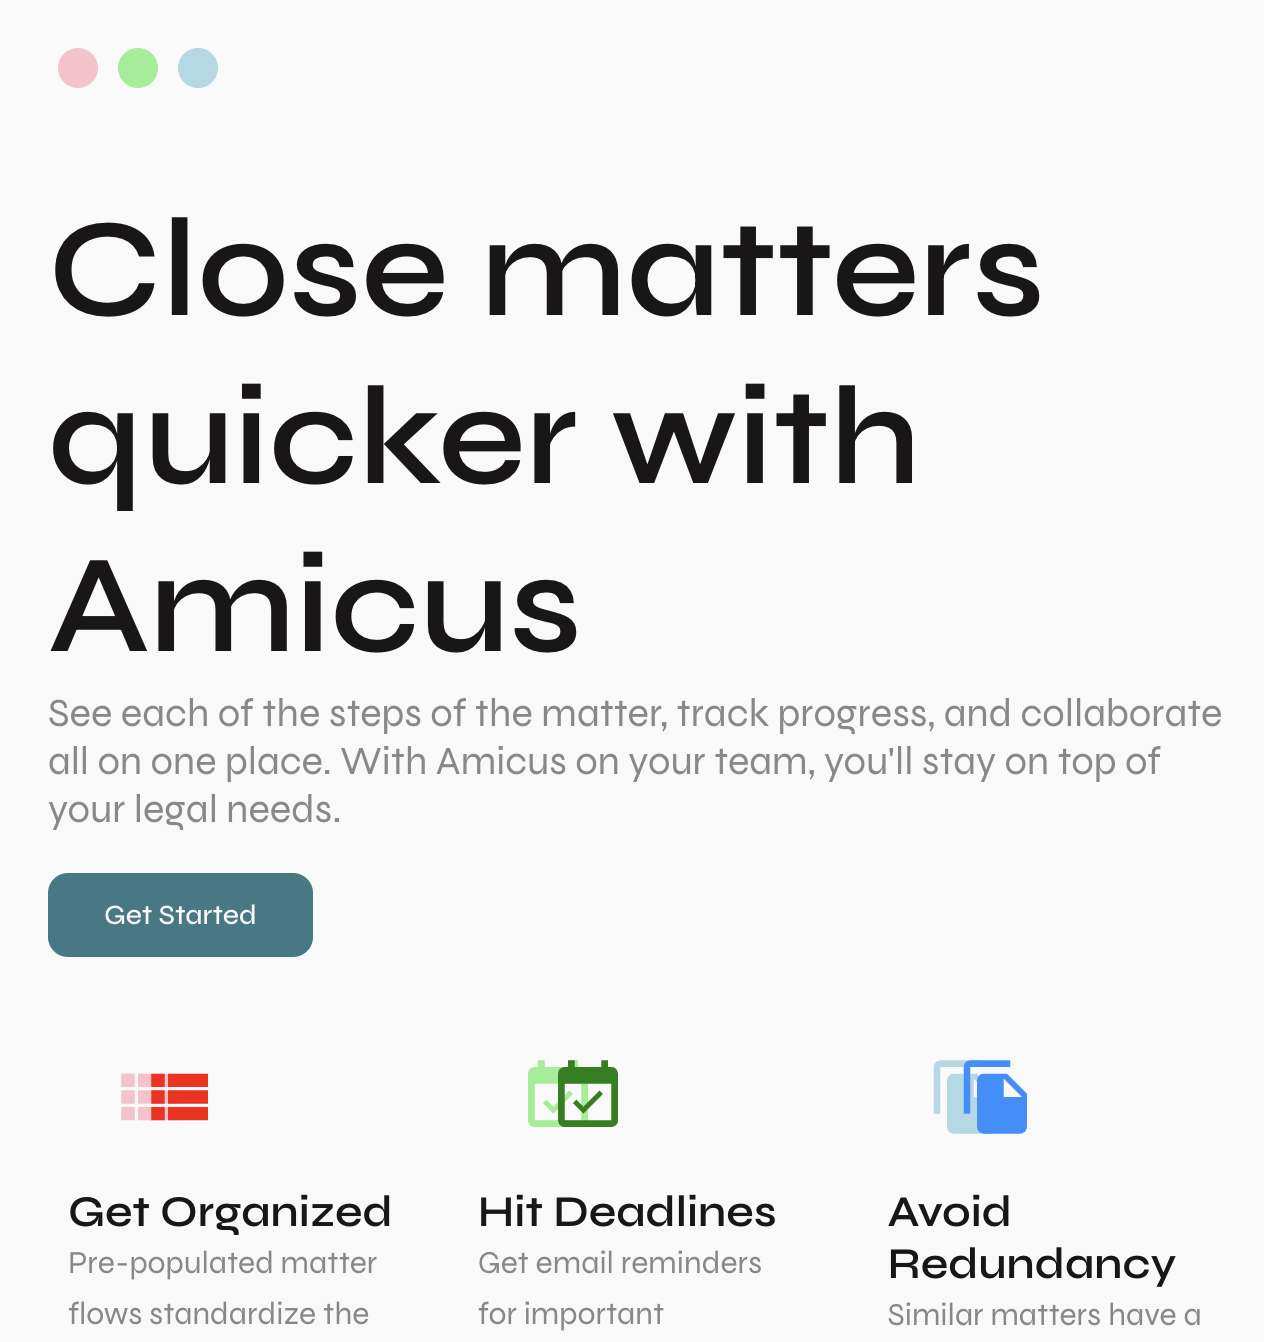 Close matters
quicker with
Amicus
See each of the steps of the matter, track progress, and collaborate
all on one place. With Amicus on your team, you'll stay on top of
your legal needs.
Get Started
Get Organized
Pre-populated matter
flows standardize the
Hit Deadlines
Get email reminders
for important
Avoid
Redundancy
Similar matters have a